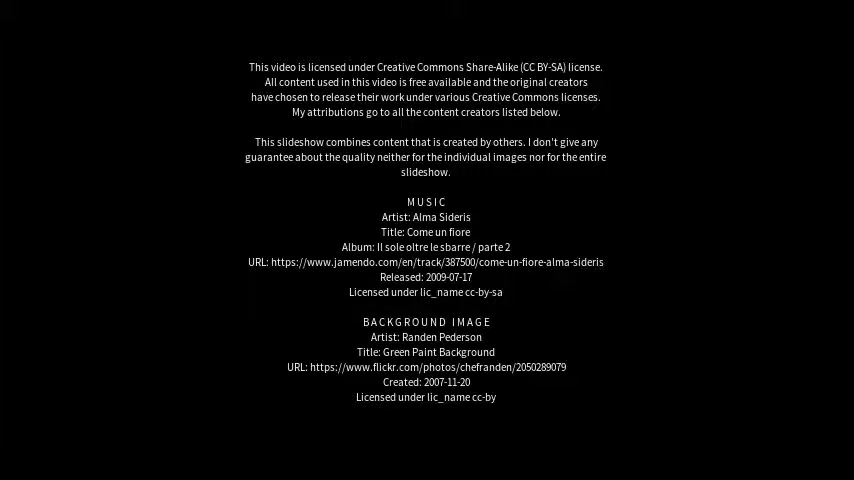 This video is licensed under Creative Commons Share-Alike (CC BY-SA) license.
All content used in this video is free available and the original creators
have chosen to release their work under various Creative Commons licenses.
My attributions go to all the content creators listed below.
This slideshow combines content that is created by others. I don't give any
guarantee about the quality neither for the individual images nor for the entire
slideshow.
MUSIC
Artist: Alma Sideris
Title: Come un fiore
Album: Il sole oltre le sbarre / parte 2
URL: https://www.jamendo.com/en/track/387500/come-un-fiore-alma-sideris
Released: 2009-07-17
Licensed under lic_name cc-by-sa
BACKGROUND IMAGE
Artist: Randen Pederson
Title: Green Paint Background
URL: https://www.flickr.com/photos/chefranden/2050289079
Created: 2007-11-20
Licensed under lic_name cc-by